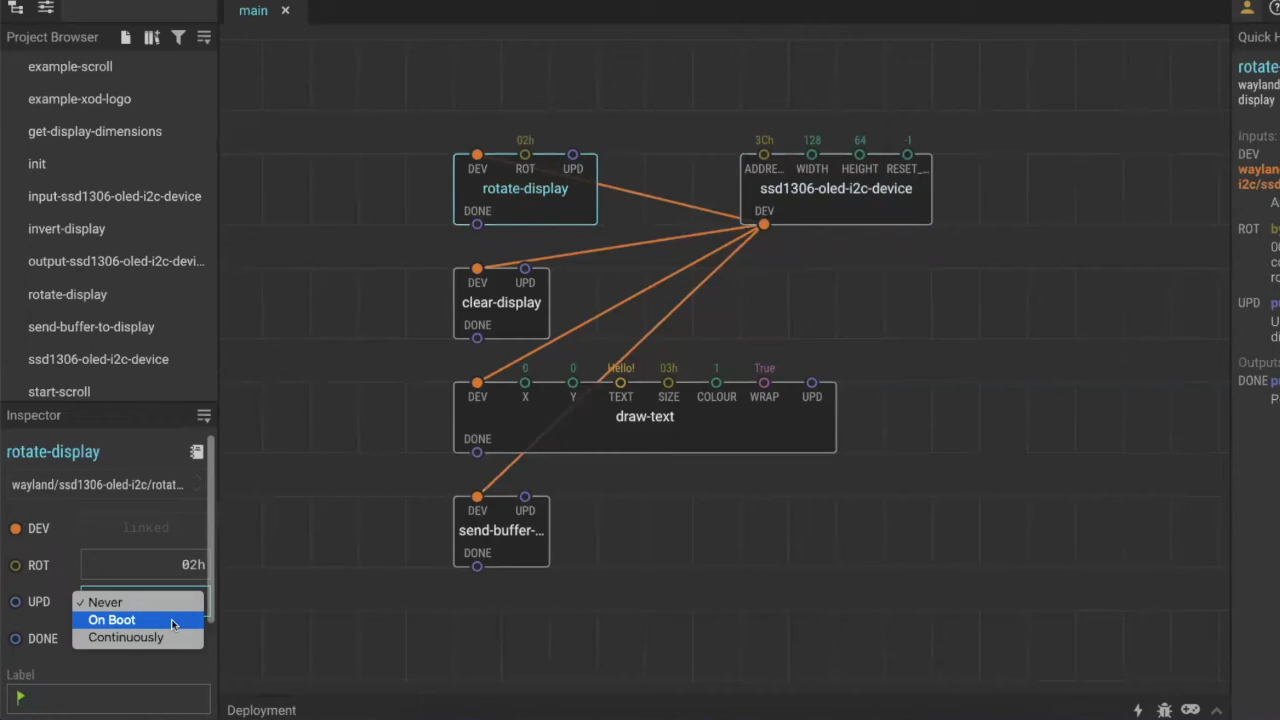 main
Project Browser
example-scroll
example-xod-logo
get-display-dimensions
init
input-ssd1306-oled-i2c-device
invert-display
output-ssd1306-oled-i2c-devi...
rotate-display
send-buffer-to-display
ssd1306-oled-i2c-device
start-scroll
Inspector
rotate-display
wayland/ssd1306-oled-i2c/rotat...
DEV linked
ROT 02h
UPD
Never
On Boot
Continuously
DONE
Label
02h
DEV ROT UPD
rotate-display
DONE
3Ch 128 64 -1
ADDRE... WIDTH HEIGHT RESET_...
ssd1306-oled-i2c-device
DEV
DEV UPD
clear-display
DONE
0 0 Hello! 03h 1 True
DEV X Y TEXT SIZE COLOUR WRAP UPD
draw-text
DONE
DEV UPD
send-buffer-...
DONE
Deployment
Quick H
rotate-
wayland
display
Inputs:
DEV
wayland
i2c/ss
A
ROT by
co
ro
UPD p
U
di
Outputs
DONE p
P